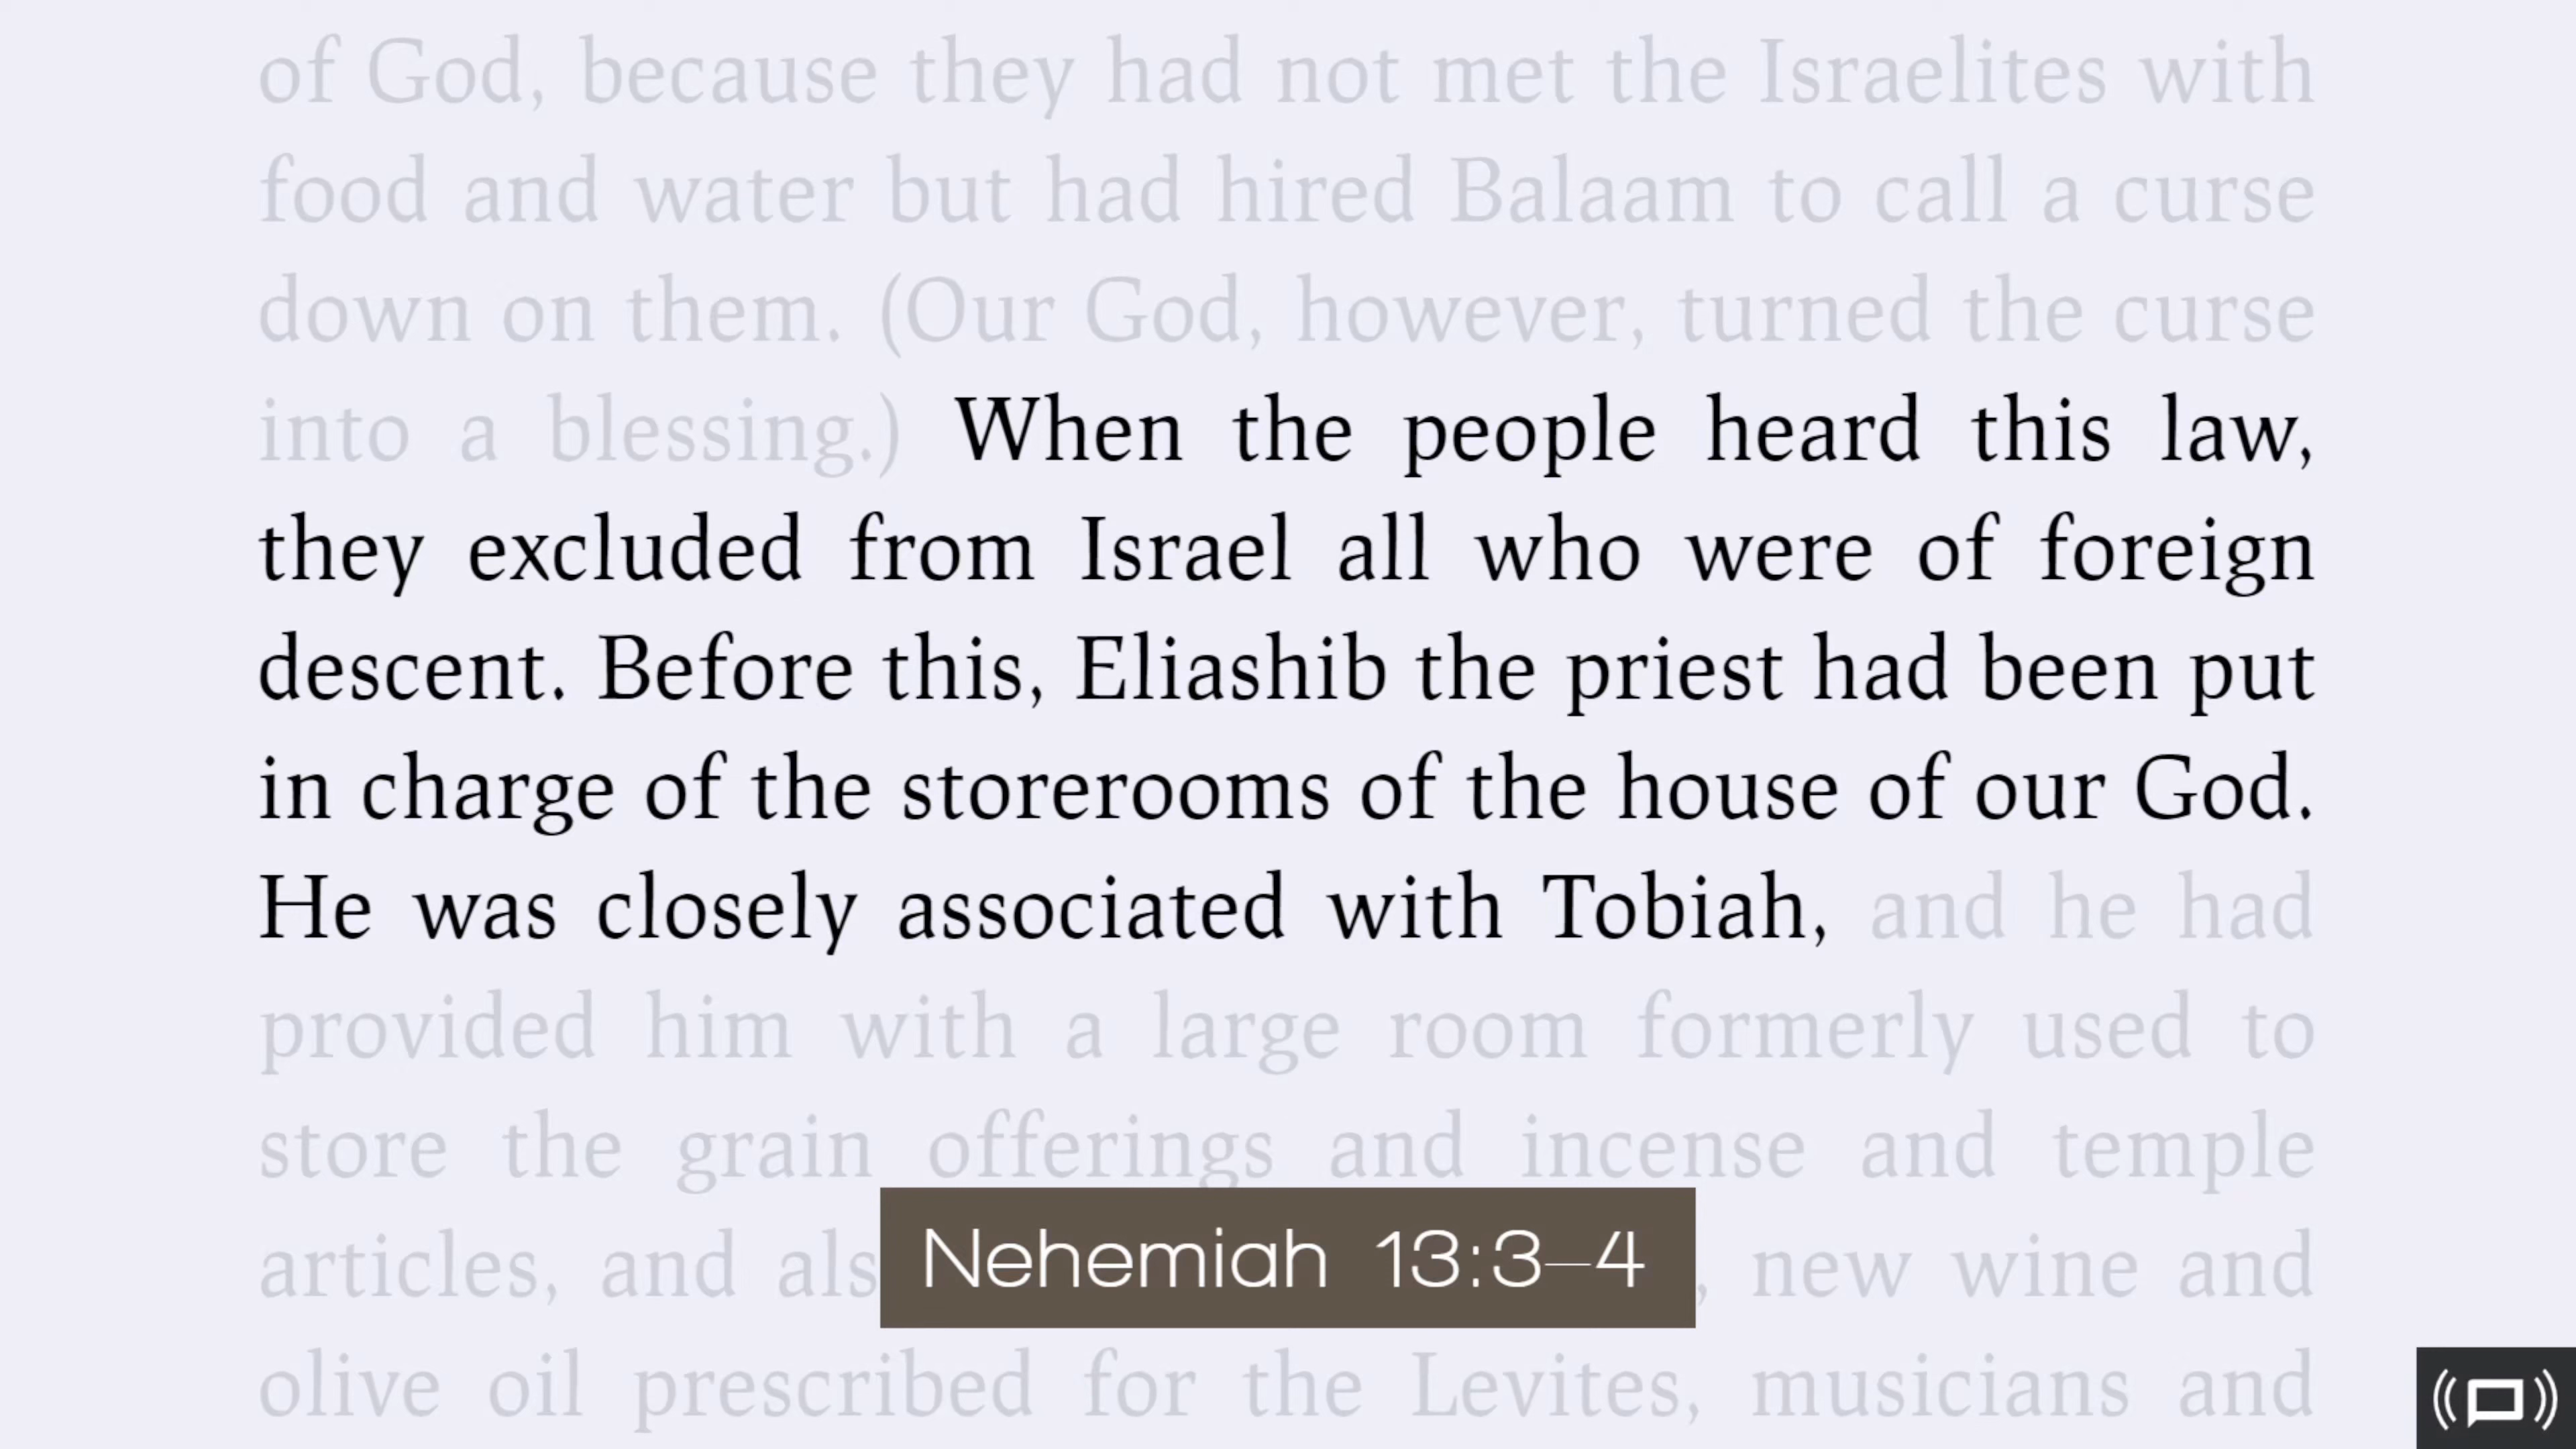 of God, because they had not met the Israelites with
food and water but had hired Balaam to call a curse
down on them. (Our God, however, turned the curse
into a blessing.) When the people heard this law,
they excluded from Israel all who were of foreign
descent. Before this, Eliashib the priest had been put
in charge of the storerooms of the house of our God.
He was closely associated with Tobiah, and he had
provided him with a large room formerly used to
store the grain offerings and incense and temple
articles, and als , new wine and
Nehemiah 13:3–4
olive oil prescribed for the Levites, musicians and